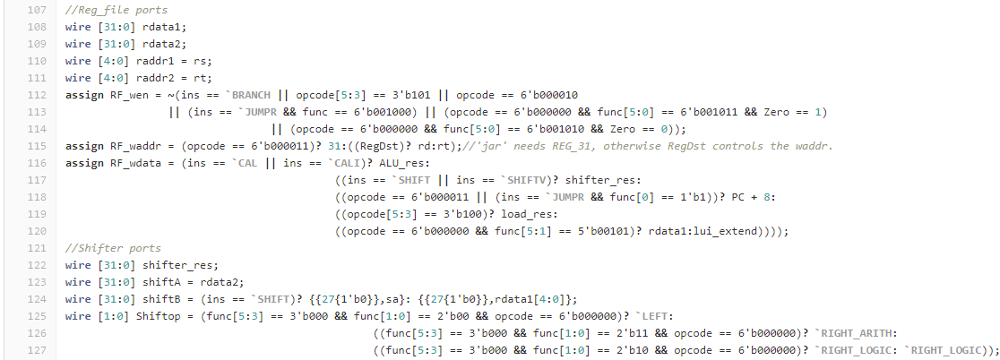 107 //Reg_file ports
108 wire [31:0] rdata1;
109 wire [31:0] rdata2;
110 wire [4:0] raddr1 = rs;
111 wire [4:0] raddr2 = rt;
112 assign RF_wen = ~(ins == `BRANCH || opcode[5:3] == 3'b101 || opcode == 6'b000010
113 || (ins == `JUMPR && func == 6'b001000) || (opcode == 6'b000000 && func[5:0] == 6'b001011 && Zero == 1)
114 || (opcode == 6'b000000 && func[5:0] == 6'b001010 && Zero == 0));
115 assign RF_waddr = (opcode == 6'b000011)? 31:((RegDst)? rd:rt);//'jar' needs REG_31, otherwise RegDst controls the waddr.
116 assign RF_wdata = (ins == `CAL || ins == `CALI)? ALU_res:
117 ((ins == `SHIFT || ins == `SHIFTV)? shifter_res:
118 ((opcode == 6'b000011 || (ins == `JUMPR && func[0] == 1'b1))? PC + 8:
119 ((opcode[5:3] == 3'b100)? load_res:
120 ((opcode == 6'b000000 && func[5:1] == 5'b00101)? rdata1:lui_extend))));
121 //Shifter ports
122 wire [31:0] shifter_res;
123 wire [31:0] shiftA = rdata2;
124 wire [31:0] shiftB = (ins == `SHIFT)? {{27{1'b0}},sa}: {{27{1'b0}},rdata1[4:0]};
125 wire [1:0] Shiftop = (func[5:3] == 3'b000 && func[1:0] == 2'b00 && opcode == 6'b000000)? `LEFT:
126 ((func[5:3] == 3'b000 && func[1:0] == 2'b11 && opcode == 6'b000000)? `RIGHT_ARITH:
127 ((func[5:3] == 3'b000 && func[1:0] == 2'b10 && opcode == 6'b000000)? `RIGHT_LOGIC: `RIGHT_LOGIC));